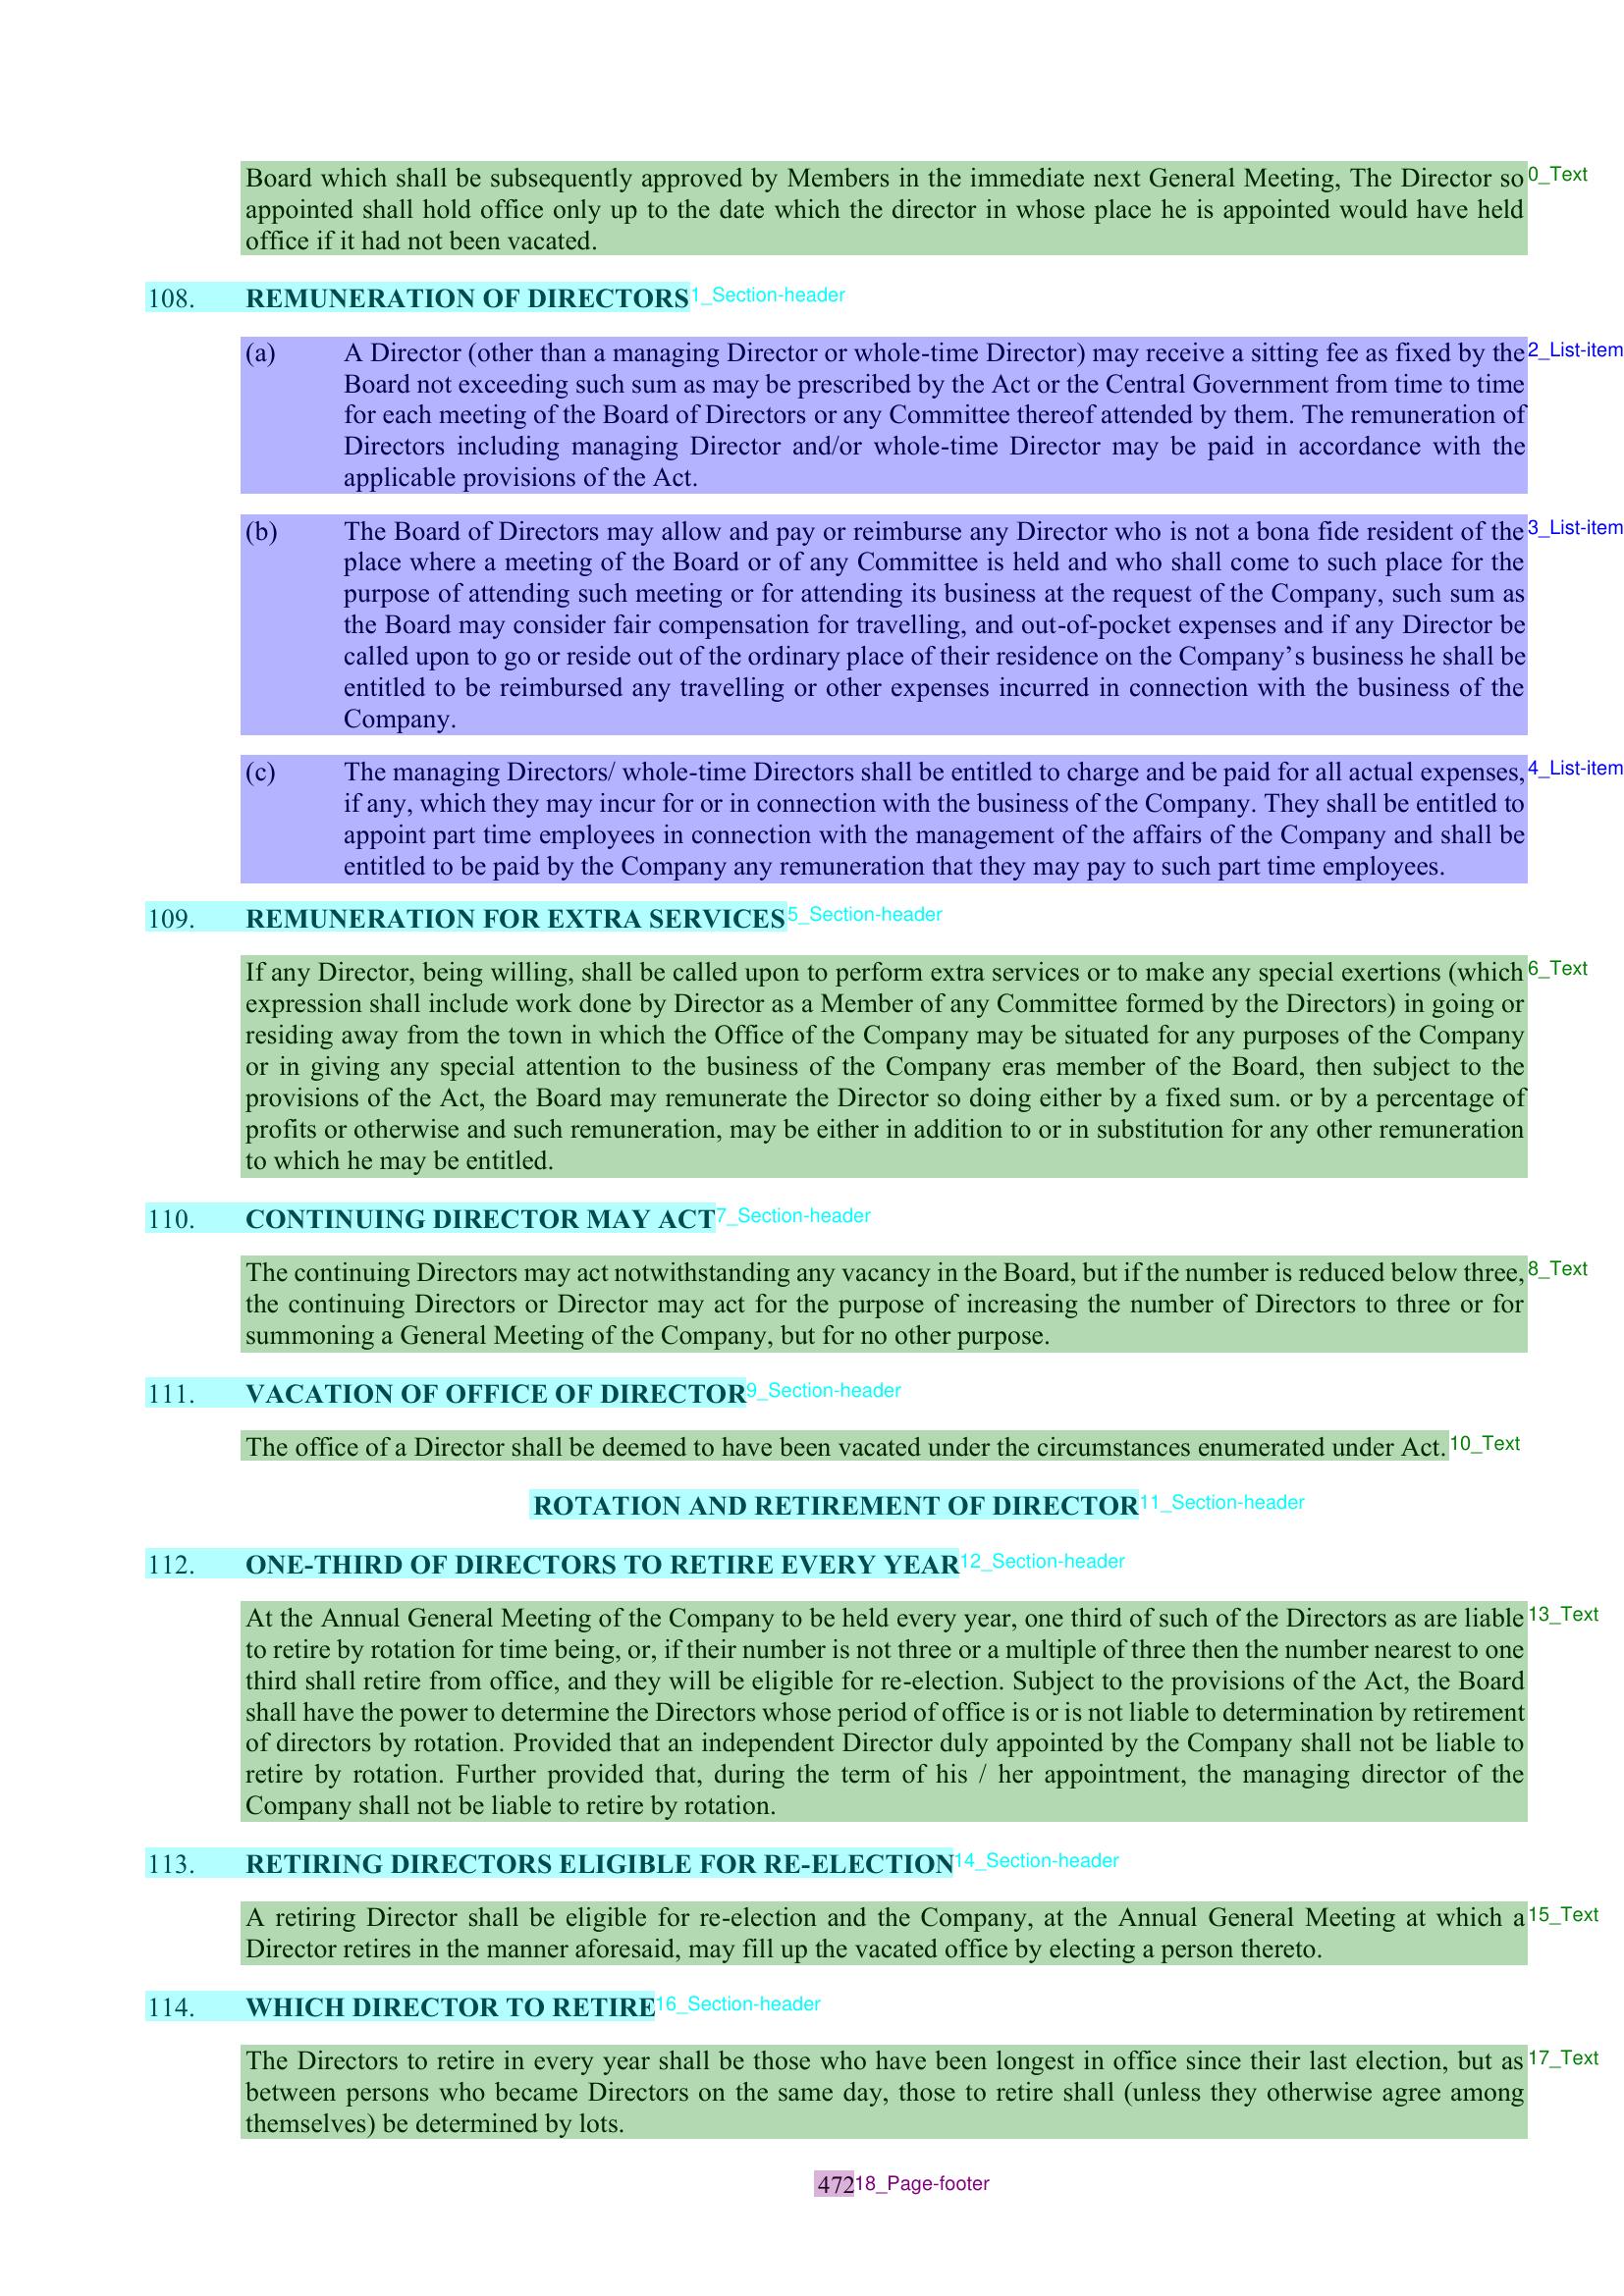 Board which shall be subsequently approved by Members in the immediate next General Meeting, The Director so 0_Text
appointed shall hold office only up to the date which the director in whose place he is appointed would have held
office if it had not been vacated.
108. REMUNERATION OF DIRECTORS 1_Section-header
(a) A Director (other than a managing Director or whole-time Director) may receive a sitting fee as fixed by the 2_List-item
Board not exceeding such sum as may be prescribed by the Act or the Central Government from time to time
for each meeting of the Board of Directors or any Committee thereof attended by them. The remuneration of
Directors including managing Director and/or whole-time Director may be paid in accordance with the
applicable provisions of the Act.
(b) The Board of Directors may allow and pay or reimburse any Director who is not a bona fide resident of the 3_List-item
place where a meeting of the Board or of any Committee is held and who shall come to such place for the
purpose of attending such meeting or for attending its business at the request of the Company, such sum as
the Board may consider fair compensation for travelling, and out-of-pocket expenses and if any Director be
called upon to go or reside out of the ordinary place of their residence on the Company’s business he shall be
entitled to be reimbursed any travelling or other expenses incurred in connection with the business of the
Company.
(c) The managing Directors/ whole-time Directors shall be entitled to charge and be paid for all actual expenses, 4_List-item
if any, which they may incur for or in connection with the business of the Company. They shall be entitled to
appoint part time employees in connection with the management of the affairs of the Company and shall be
entitled to be paid by the Company any remuneration that they may pay to such part time employees.
109. REMUNERATION FOR EXTRA SERVICES 5_Section-header
If any Director, being willing, shall be called upon to perform extra services or to make any special exertions (which 6_Text
expression shall include work done by Director as a Member of any Committee formed by the Directors) in going or
residing away from the town in which the Office of the Company may be situated for any purposes of the Company
or in giving any special attention to the business of the Company eras member of the Board, then subject to the
provisions of the Act, the Board may remunerate the Director so doing either by a fixed sum. or by a percentage of
profits or otherwise and such remuneration, may be either in addition to or in substitution for any other remuneration
to which he may be entitled.
110. CONTINUING DIRECTOR MAY ACT 7_Section-header
The continuing Directors may act notwithstanding any vacancy in the Board, but if the number is reduced below three, 8_Text
the continuing Directors or Director may act for the purpose of increasing the number of Directors to three or for
summoning a General Meeting of the Company, but for no other purpose.
111. VACATION OF OFFICE OF DIRECTOR 9_Section-header
The office of a Director shall be deemed to have been vacated under the circumstances enumerated under Act. 10_Text
ROTATION AND RETIREMENT OF DIRECTOR 11_Section-header
112. ONE-THIRD OF DIRECTORS TO RETIRE EVERY YEAR 12_Section-header
At the Annual General Meeting of the Company to be held every year, one third of such of the Directors as are liable 13_Text
to retire by rotation for time being, or, if their number is not three or a multiple of three then the number nearest to one
third shall retire from office, and they will be eligible for re-election. Subject to the provisions of the Act, the Board
shall have the power to determine the Directors whose period of office is or is not liable to determination by retirement
of directors by rotation. Provided that an independent Director duly appointed by the Company shall not be liable to
retire by rotation. Further provided that, during the term of his / her appointment, the managing director of the
Company shall not be liable to retire by rotation.
113. RETIRING DIRECTORS ELIGIBLE FOR RE-ELECTION 14_Section-header
A retiring Director shall be eligible for re-election and the Company, at the Annual General Meeting at which a 15_Text
Director retires in the manner aforesaid, may fill up the vacated office by electing a person thereto.
114. WHICH DIRECTOR TO RETIRE 16_Section-header
The Directors to retire in every year shall be those who have been longest in office since their last election, but as 17_Text
between persons who became Directors on the same day, those to retire shall (unless they otherwise agree among
themselves) be determined by lots.
472 18_Page-footer